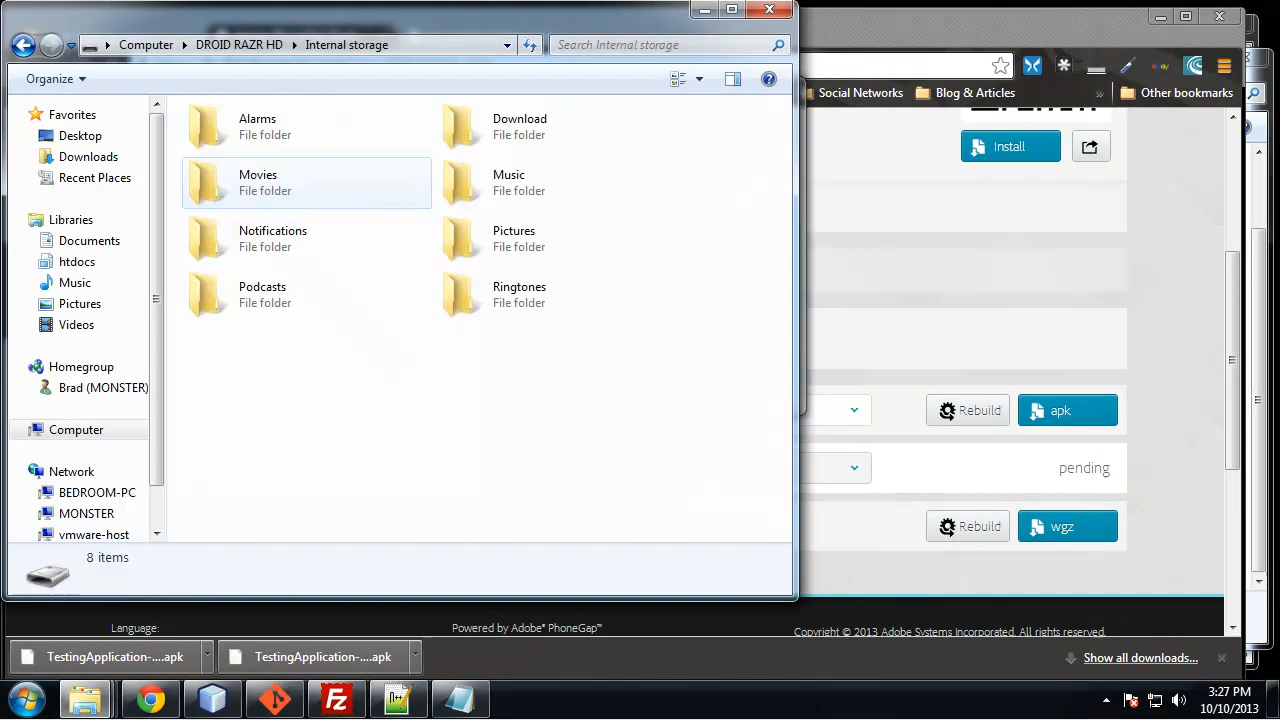 Computer
DROID RAZR HD
Internal storage
Search Internal storage
Organize
Favorites
Desktop
Downloads
Recent Places
Libraries
Documents
htdocs
Music
Pictures
Videos
Homegroup
Brad (MONSTER)
Computer
Network
BEDROOM-PC
MONSTER
vmware-host
Alarms
File folder
Download
File folder
Movies
File folder
Music
File folder
Notifications
File folder
Pictures
File folder
Podcasts
File folder
Ringtones
File folder
8 items
Social Networks
Blog & Articles
»
Other bookmarks
Install
Rebuild
apk
pending
Rebuild
wgz
Language:
Powered by Adobe® PhoneGap™
Copyright © 2013 Adobe Systems Incorporated. All rights reserved.
TestingApplication-....apk
TestingApplication-....apk
Show all downloads...
3:27 PM
10/10/2013